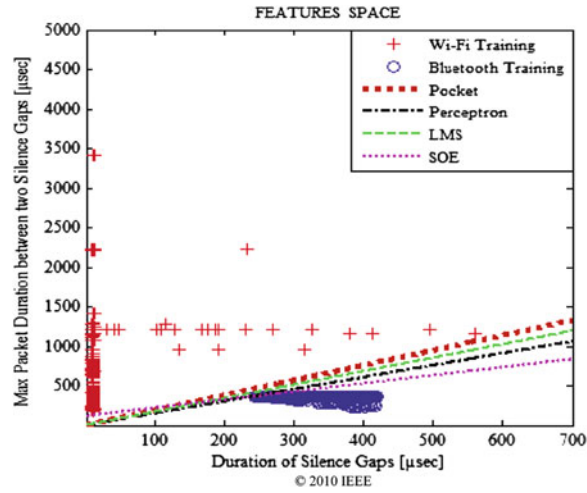 FEATURES SPACE
Max Packet Duration between two Silence Gaps [µsec]
5000
4500
4000
3500
3000
2500
2000
1500
1000
500
Wi-Fi Training
Bluetooth Training
Pocket
Perceptron
LMS
SOE
100 200 300 400 500 600 700
Duration of Silence Gaps [µsec]
© 2010 IEEE